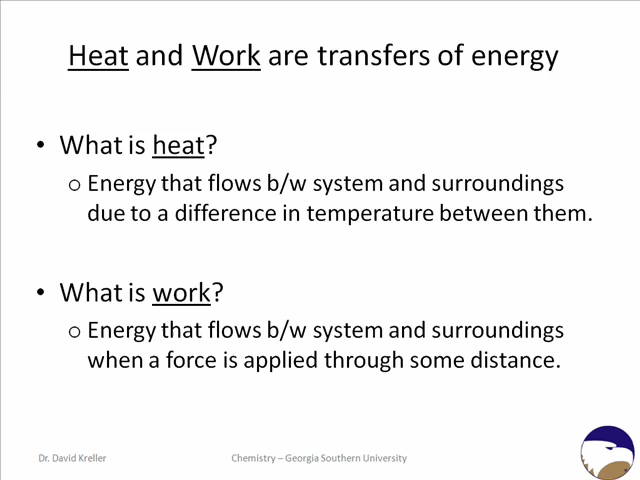 Heat and Work are transfers of energy
• What is heat?
o Energy that flows b/w system and surroundings
due to a difference in temperature between them.
• What is work?
o Energy that flows b/w system and surroundings
when a force is applied through some distance.
Dr. David Kreller
Chemistry – Georgia Southern University